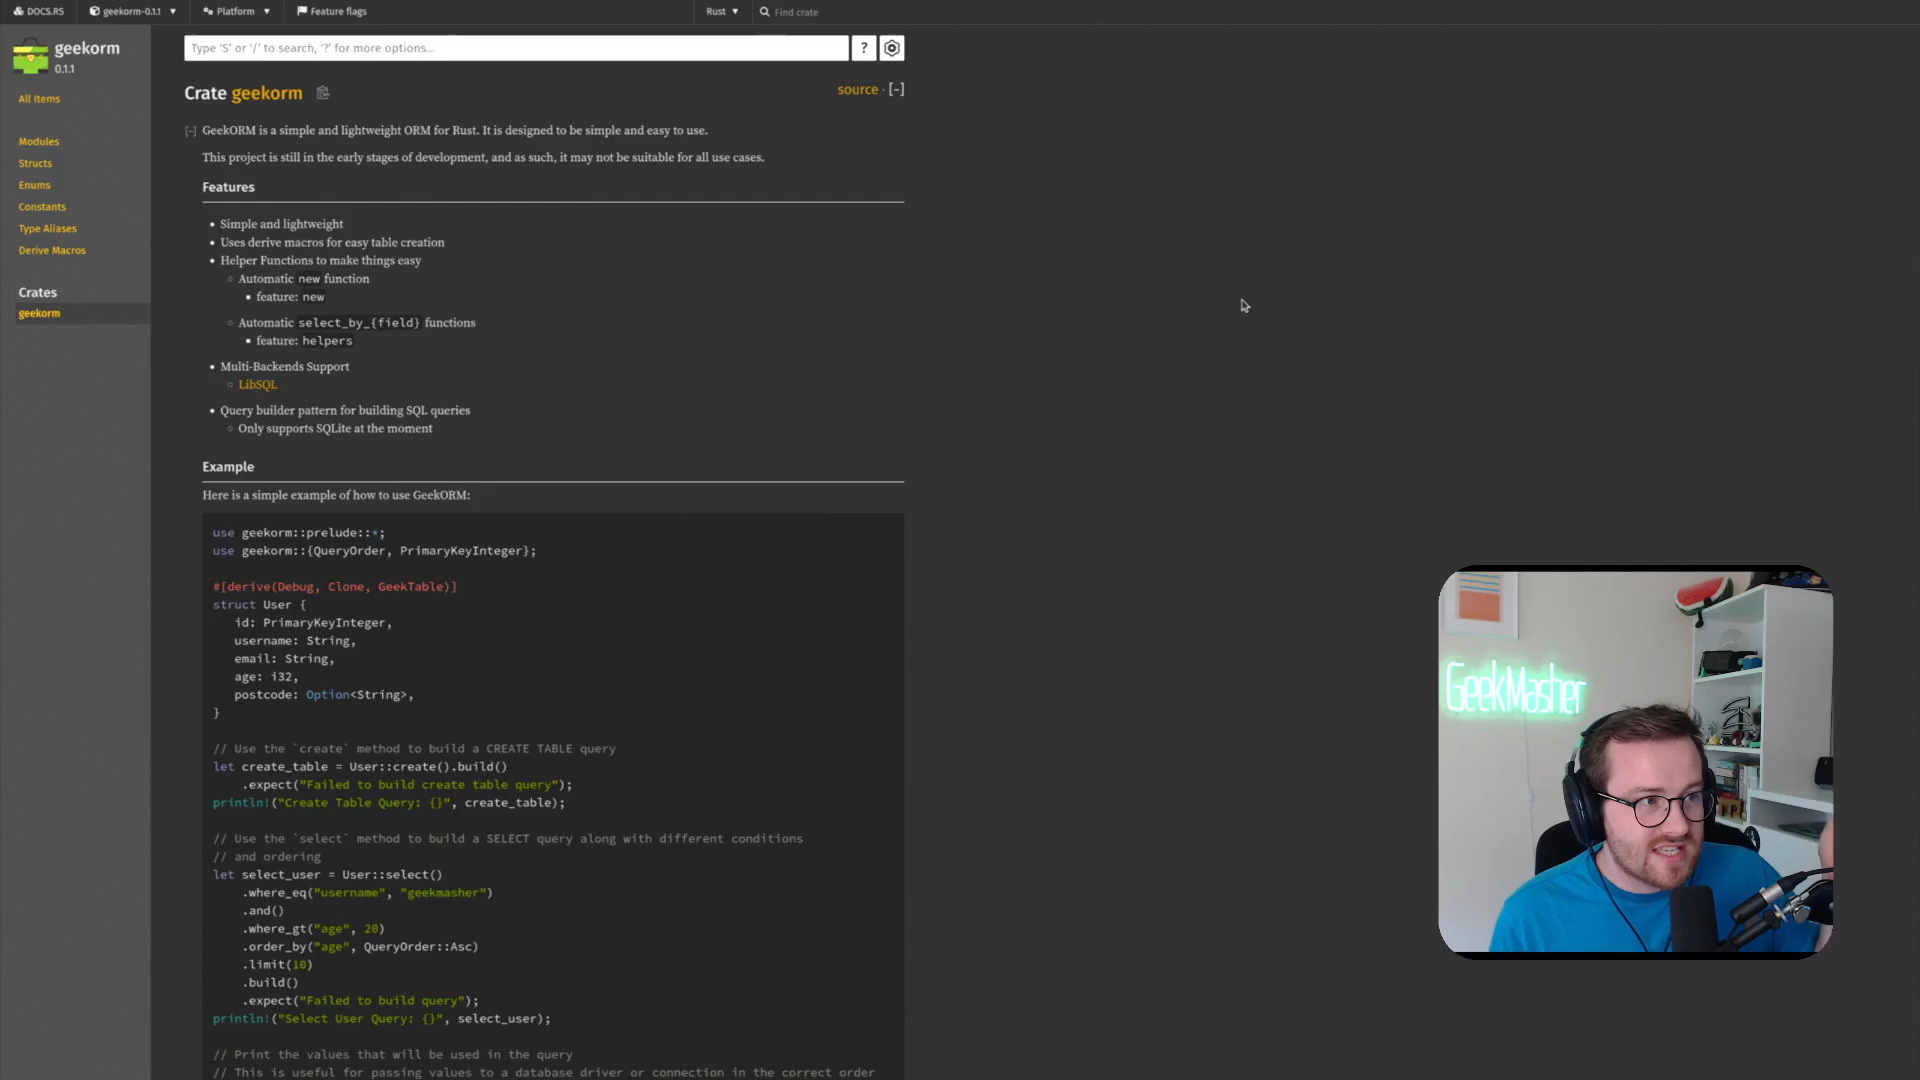 DOCS.RS
geekorm-0.1.1
Platform
Feature flags
Rust
Find crate
geekorm
0.1.1
All Items
Modules
Structs
Enums
Constants
Type Aliases
Derive Macros
Crates
geekorm
Type 'S' or '/' to search, '?' for more options...
?
Crate geekorm
source · [-]
[-] GeekORM is a simple and lightweight ORM for Rust. It is designed to be simple and easy to use.
This project is still in the early stages of development, and as such, it may not be suitable for all use cases.
Features
• Simple and lightweight
• Uses derive macros for easy table creation
• Helper Functions to make things easy
◦ Automatic new function
▪ feature: new
◦ Automatic select_by_{field} functions
▪ feature: helpers
• Multi-Backends Support
◦ LibSQL
• Query builder pattern for building SQL queries
◦ Only supports SQLite at the moment
Example
Here is a simple example of how to use GeekORM:
use geekorm::prelude::*;
use geekorm::{QueryOrder, PrimaryKeyInteger};
#[derive(Debug, Clone, GeekTable)]
struct User {
id: PrimaryKeyInteger,
username: String,
email: String,
age: i32,
postcode: Option<String>,
}
// Use the `create` method to build a CREATE TABLE query
let create_table = User::create().build()
.expect("Failed to build create table query");
println!("Create Table Query: {}", create_table);
// Use the `select` method to build a SELECT query along with different conditions
// and ordering
let select_user = User::select()
.where_eq("username", "geekmasher")
.and()
.where_gt("age", 20)
.order_by("age", QueryOrder::Asc)
.limit(10)
.build()
.expect("Failed to build query");
println!("Select User Query: {}", select_user);
// Print the values that will be used in the query
// This is useful for passing values to a database driver or connection in the correct order
GeekMasher